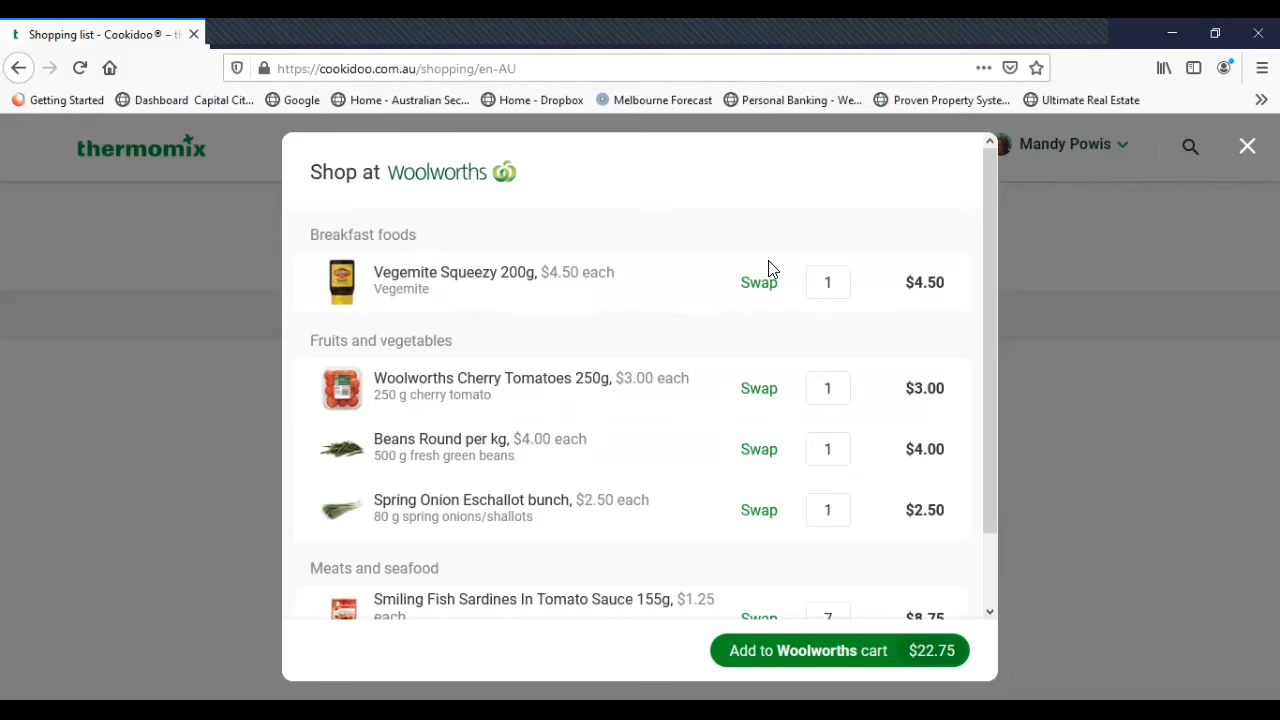 Shopping list - Cookidoo® – th
https://cookidoo.com.au/shopping/en-AU
Getting Started Dashboard Capital Cit... Google Home - Australian Sec... Home - Dropbox Melbourne Forecast Personal Banking - We... Proven Property Syste... Ultimate Real Estate
thermomix
Mandy Powis
Shop at Woolworths
Breakfast foods
Vegemite Squeezy 200g, $4.50 each
Vegemite
Swap 1 $4.50
Fruits and vegetables
Woolworths Cherry Tomatoes 250g, $3.00 each
250 g cherry tomato
Swap 1 $3.00
Beans Round per kg, $4.00 each
500 g fresh green beans
Swap 1 $4.00
Spring Onion Eschallot bunch, $2.50 each
80 g spring onions/shallots
Swap 1 $2.50
Meats and seafood
Smiling Fish Sardines In Tomato Sauce 155g, $1.25
each
Swap 7 $8.75
Add to Woolworths cart $22.75